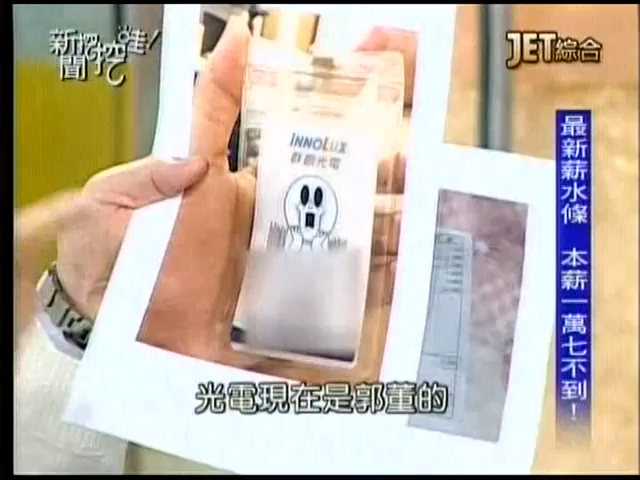 新聞挖挖哇!
JET綜合
INNOLUX
群創光電
最新薪水條 本薪一萬七不到!
光電現在是郭董的